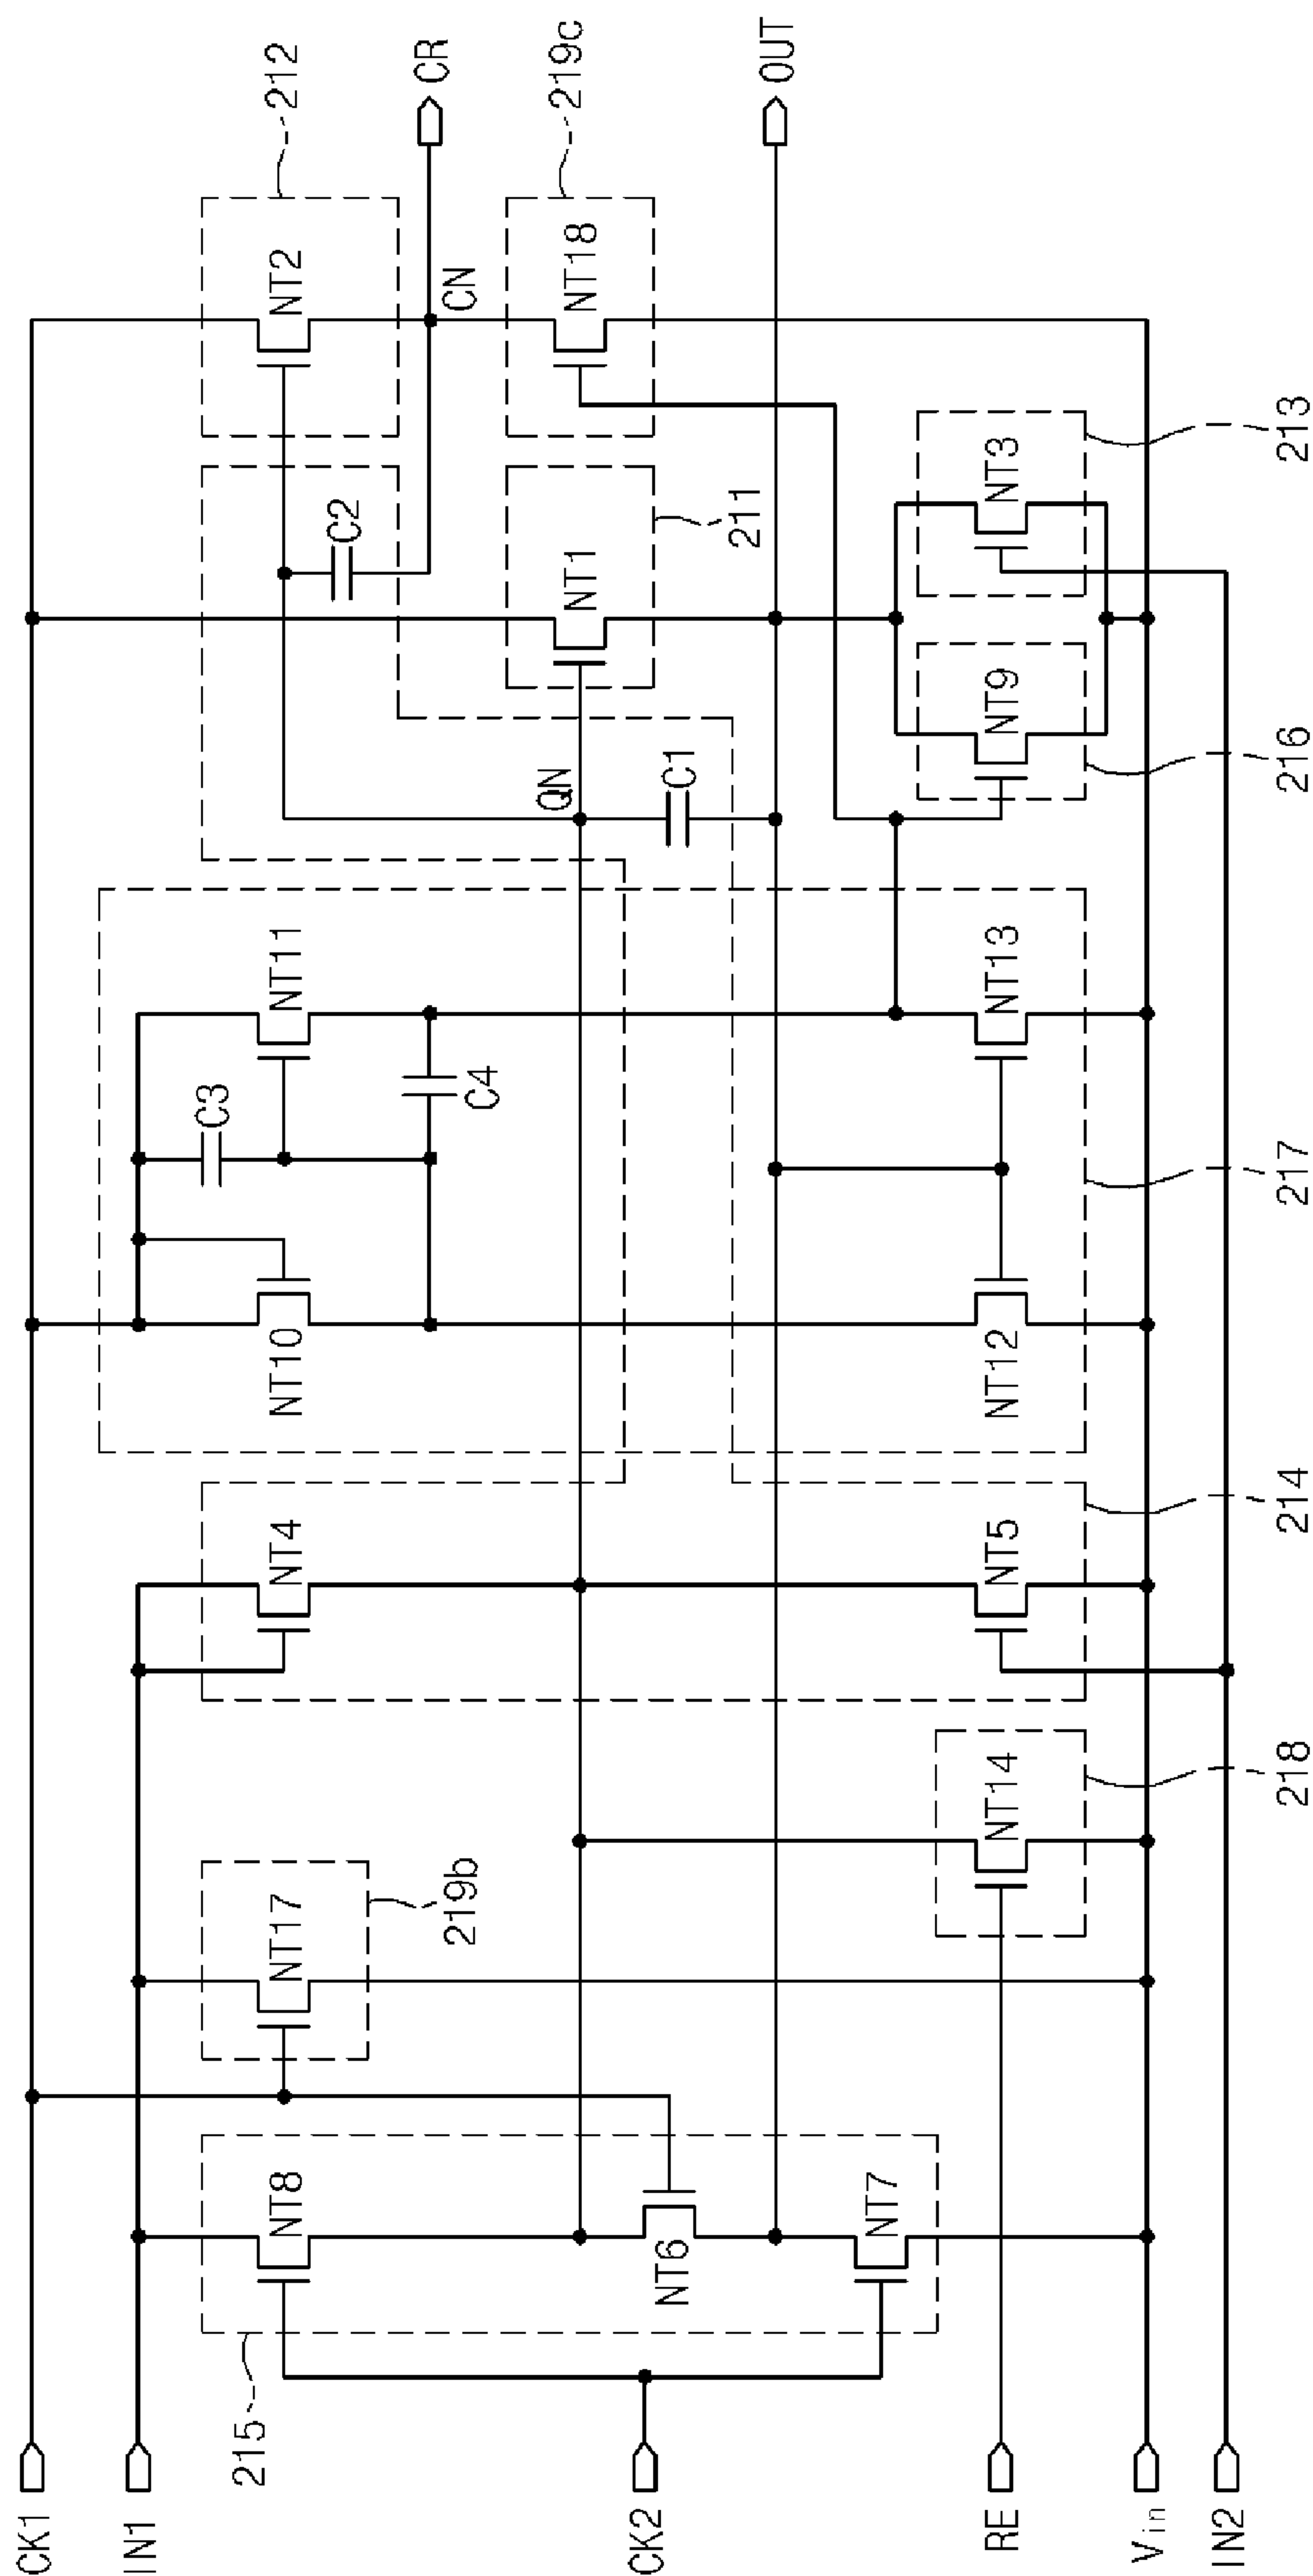 CK1
IN1
CK2
RE
Vin
IN2
215
NT8
NT6
NT7
NT17
219b
NT14
218
NT4
NT5
214
NT10
C3
NT11
C4
NT12
NT13
217
QN
C1
C2
NT1
211
NT9
216
NT3
213
NT2
212
CN
CR
NT18
219c
OUT